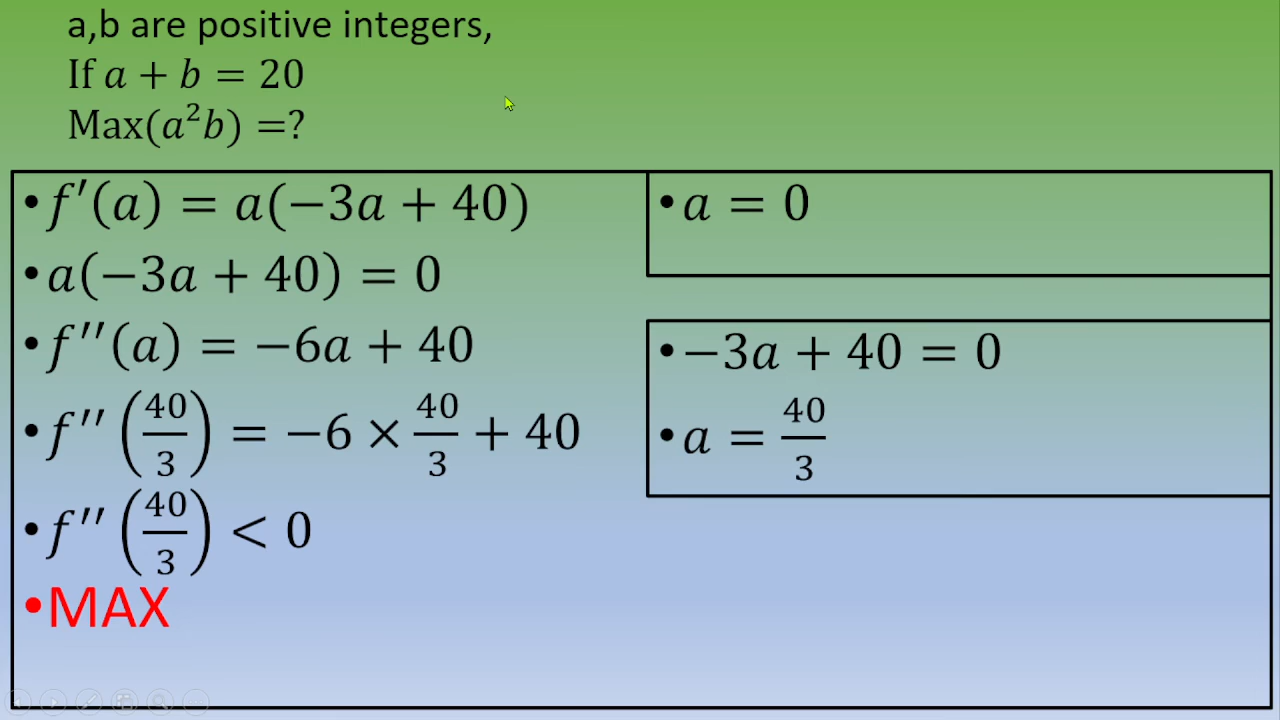 a,b are positive integers,
If a + b = 20
Max(a²b) =?
•f′(a) = a(−3a + 40)
•a(−3a + 40) = 0
•f′′(a) = −6a + 40
•f′′(40/3) = −6 × 40/3 + 40
•f′′(40/3) < 0
•MAX
•a = 0
•−3a + 40 = 0
•a = 40/3